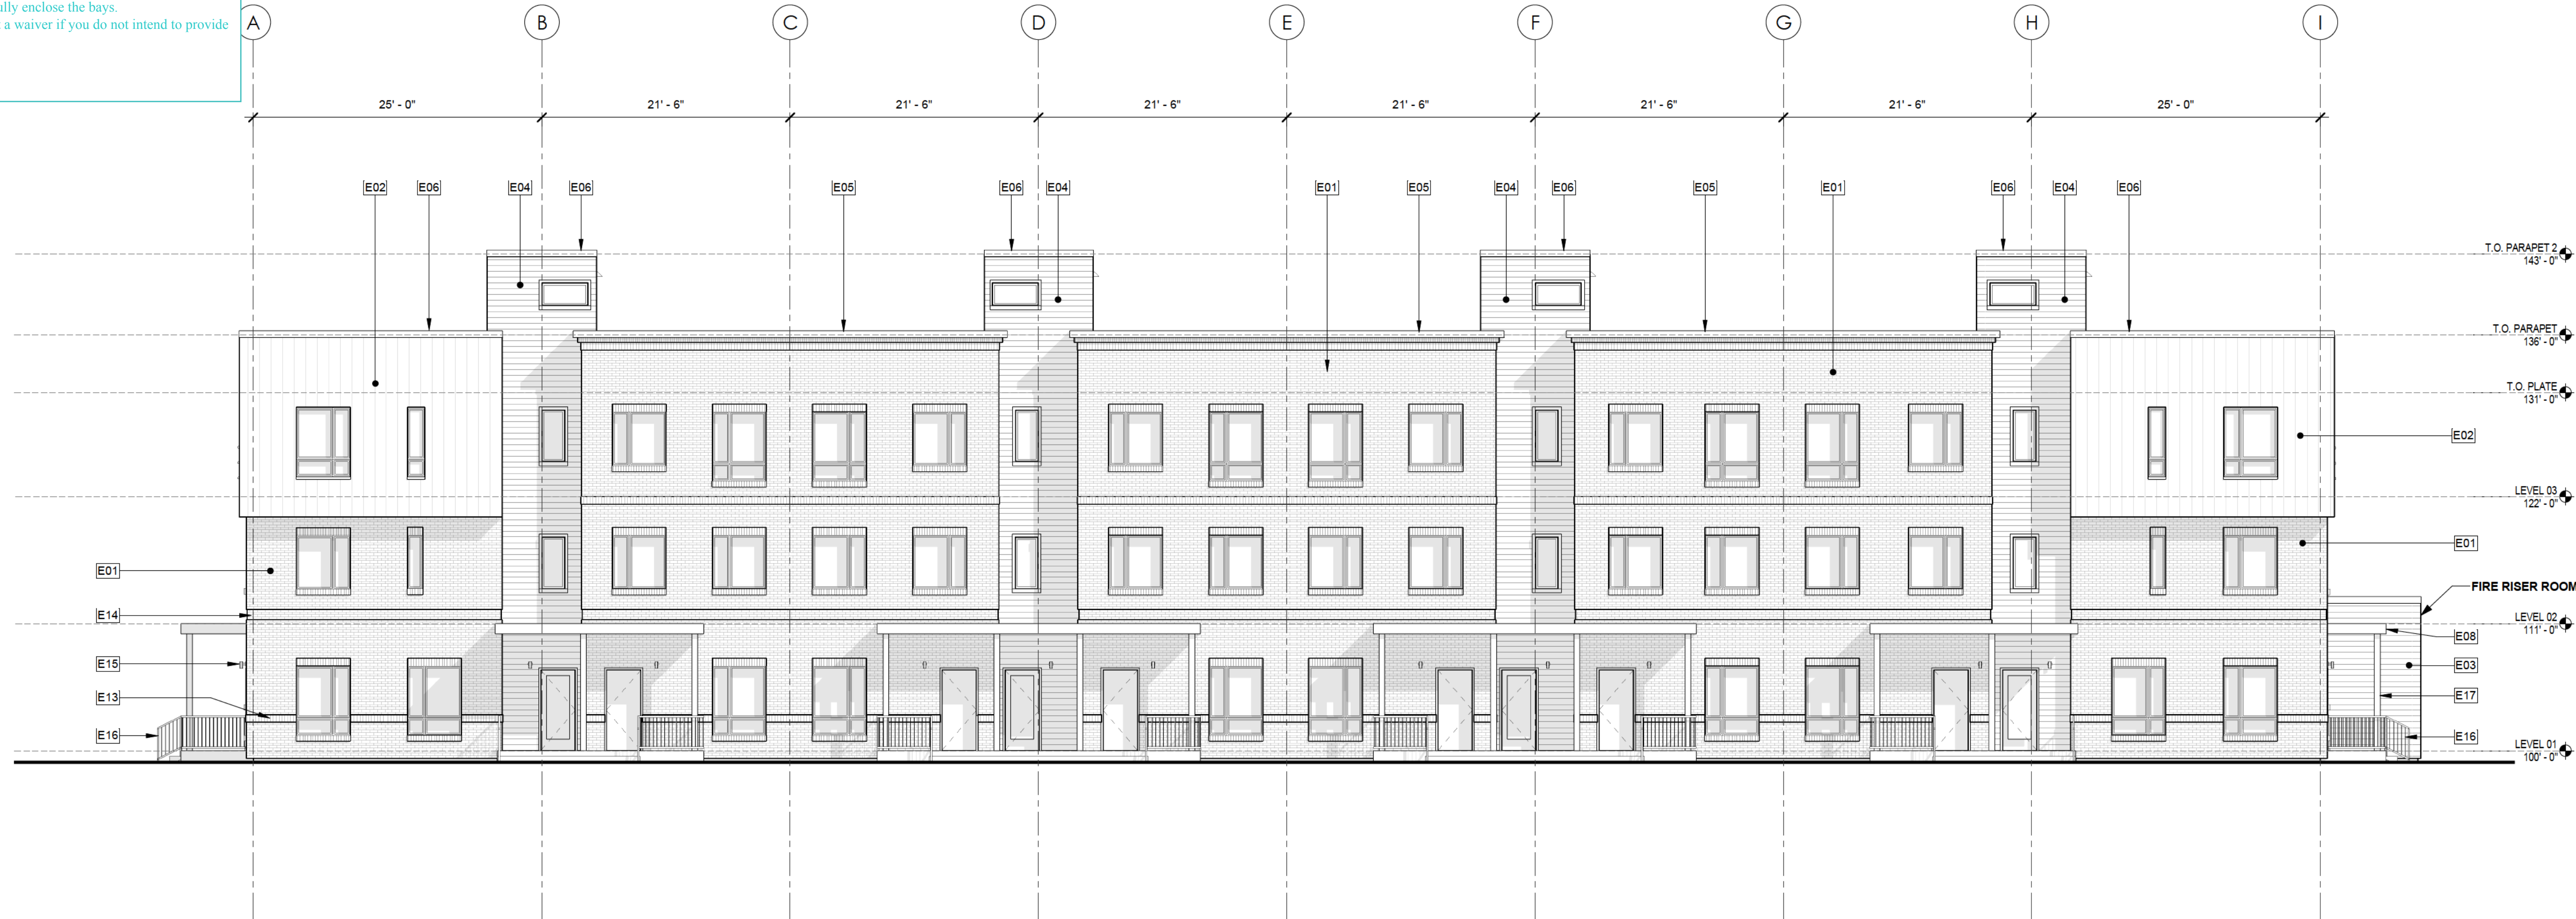 ully enclose the bays.
a waiver if you do not intend to provide
A B C D E F G H I
25' - 0" 21' - 6" 21' - 6" 21' - 6" 21' - 6" 21' - 6" 21' - 6" 25' - 0"
E02 E06 E04 E06 E05 E06 E04 E01 E05 E04 E06 E05 E01 E06 E04 E06
T.O. PARAPET 2
143' - 0"
T.O. PARAPET
136' - 0"
T.O. PLATE
131' - 0"
E02
LEVEL 03
122' - 0"
E01 E01
FIRE RISER ROOM
E14
LEVEL 02
111' - 0"
E08
E15 E03
E13 E17
E16 E16
LEVEL 01
100' - 0"